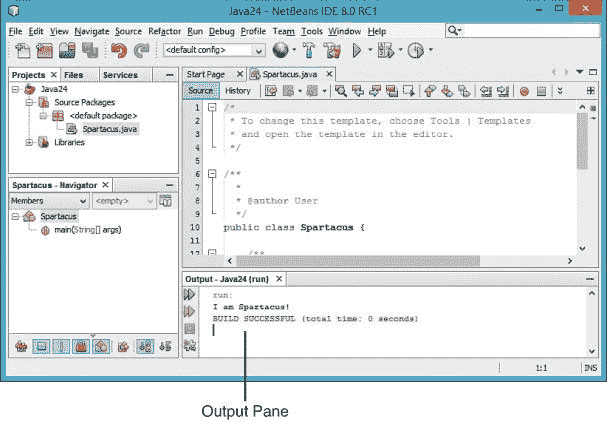 Java24 - NetBeans IDE 8.0 RC1
File Edit View Navigate Source Refactor Run Debug Profile Team Tools Window Help
<default config>
Projects Files Services
Java24
Source Packages
<default package>
Spartacus.java
Libraries
Spartacus - Navigator
Members <empty>
Spartacus
main(String[] args)
Start Page Spartacus.java
Source History
1 /*
2 * To change this template, choose Tools | Templates
3 * and open the template in the editor.
4 */
5
6 /**
7 *
8 * @author User
9 */
10 public class Spartacus {
11
12 /**
Output - Java24 (run)
run:
I am Spartacus!
BUILD SUCCESSFUL (total time: 0 seconds)
1:1 INS
Output Pane